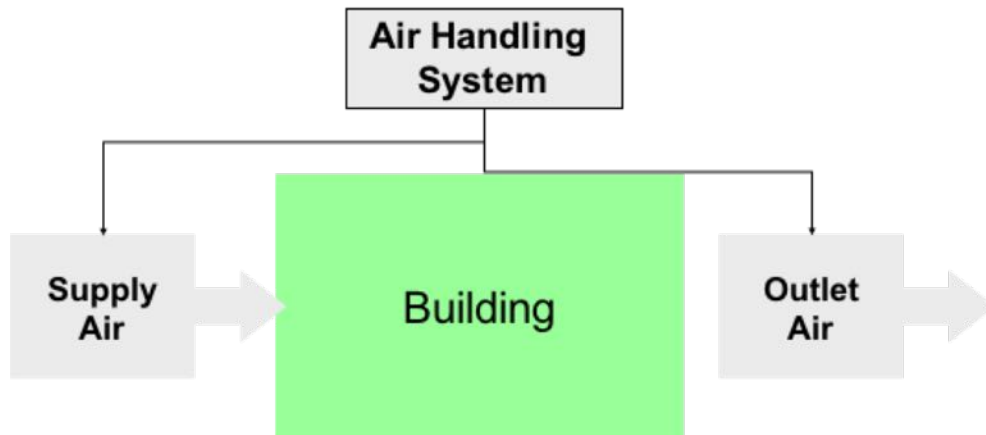 Air Handling
System
Supply
Air
Building
Outlet
Air